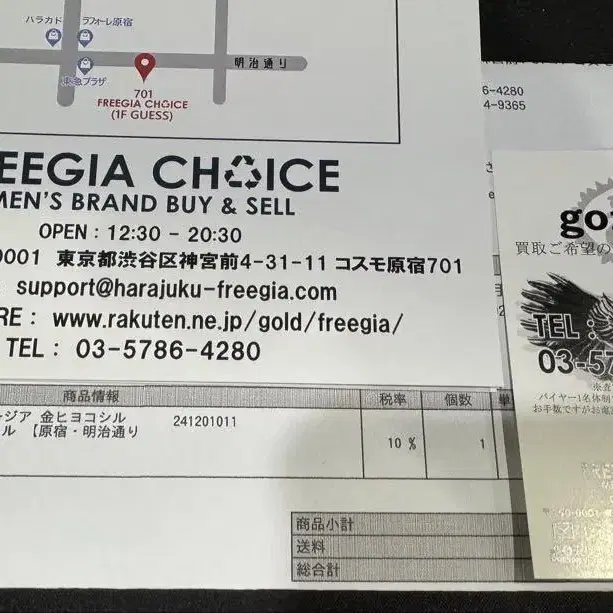 ハラカド
ラフォーレ原宿
東急プラザ
明治通り
701
FREEGIA CHOICE
(1F GUESS)
6-4280
4-9365
EEGIA CHOICE
MEN'S BRAND BUY & SELL
OPEN : 12:30 - 20:30
0001 東京都渋谷区神宮前4-31-11 コスモ原宿701
support@harajuku-freegia.com
RE : www.rakuten.ne.jp/gold/freegia/
TEL : 03-5786-4280
go
買取ご希望の
TEL :
03-57
バイヤー1名体制
お手数ですがお電
商品情報
税率
個数
単
ージア 金ヒヨコシル
241201011
ル 【原宿・明治通り
10 %
1
商品小計
送料
総合計